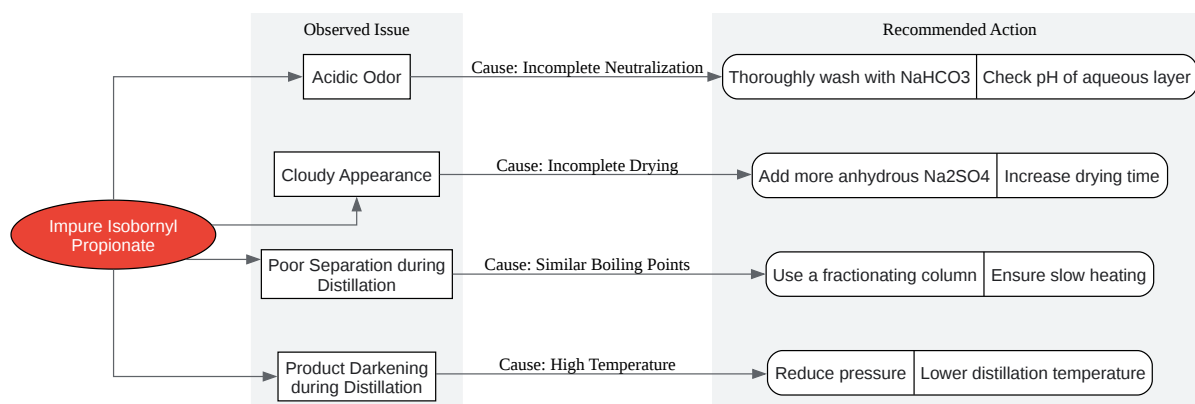 Observed Issue
Recommended Action
Acidic Odor
Cause: Incomplete Neutralization
Thoroughly wash with NaHCO3
Check pH of aqueous layer
Cloudy Appearance
Cause: Incomplete Drying
Add more anhydrous Na2SO4
Increase drying time
Impure Isobornyl
Propionate
Poor Separation during
Distillation
Cause: Similar Boiling Points
Use a fractionating column
Ensure slow heating
Product Darkening
during Distillation
Cause: High Temperature
Reduce pressure
Lower distillation temperature